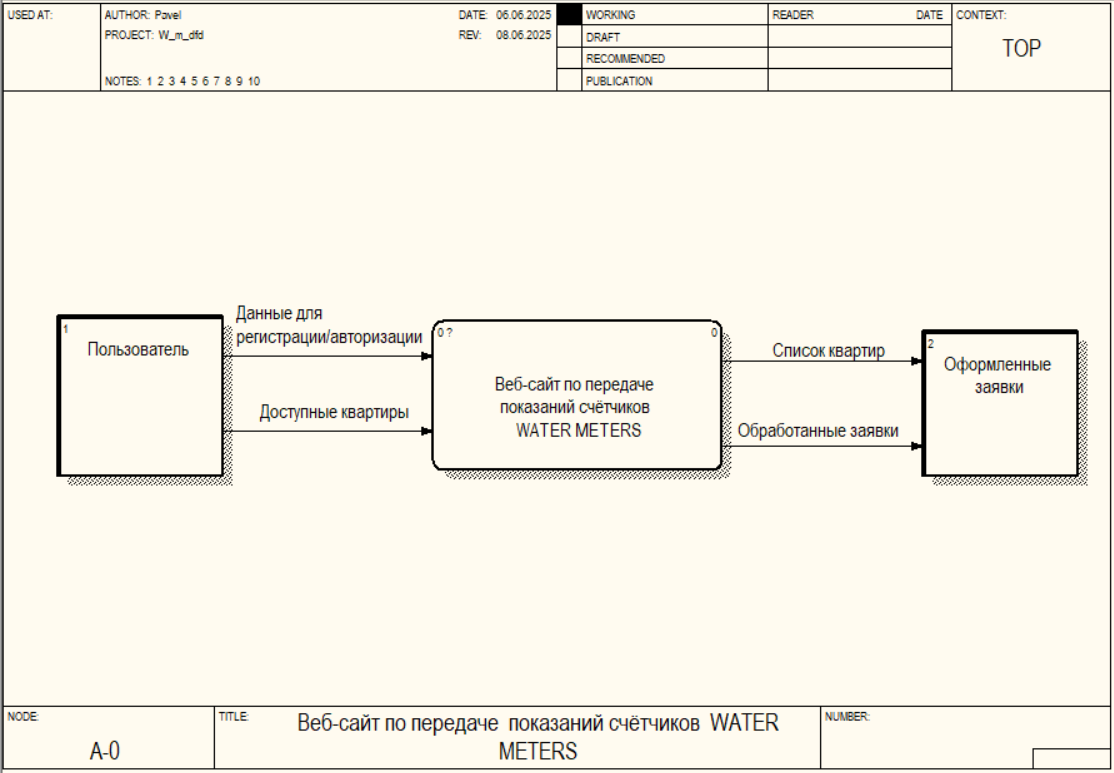 USED AT:
AUTHOR: Pavel
DATE: 06.06.2025
PROJECT: W_m_dfd
REV: 08.06.2025
NOTES: 1 2 3 4 5 6 7 8 9 10
WORKING
DRAFT
RECOMMENDED
PUBLICATION
READER
DATE
CONTEXT:
TOP
1
Пользователь
Данные для
регистрации/авторизации
Доступные квартиры
0 ?
0
Веб-сайт по передаче
показаний счётчиков
WATER METERS
Список квартир
Обработанные заявки
2
Оформленные
заявки
NODE:
A-0
TITLE:
Веб-сайт по передаче показаний счётчиков WATER
METERS
NUMBER: